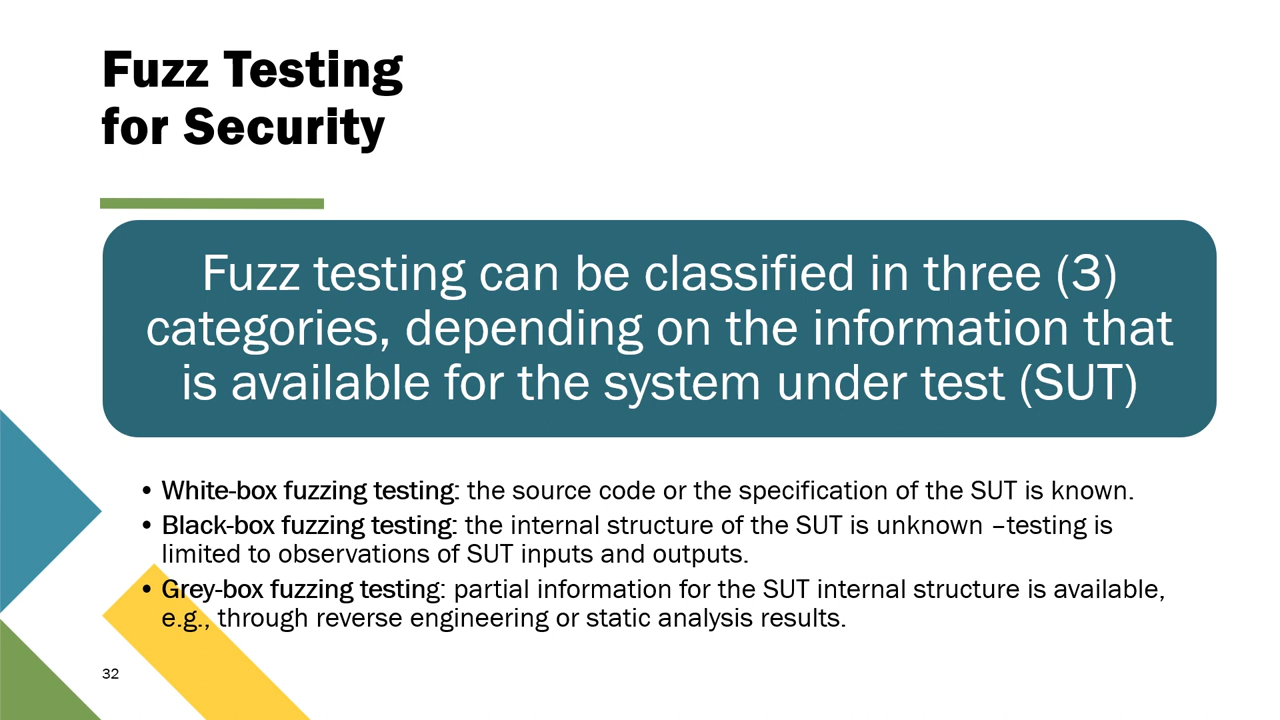 Fuzz Testing
for Security
Fuzz testing can be classified in three (3)
categories, depending on the information that
is available for the system under test (SUT)
• White-box fuzzing testing: the source code or the specification of the SUT is known.
• Black-box fuzzing testing: the internal structure of the SUT is unknown –testing is
limited to observations of SUT inputs and outputs.
• Grey-box fuzzing testing: partial information for the SUT internal structure is available,
e.g., through reverse engineering or static analysis results.
32